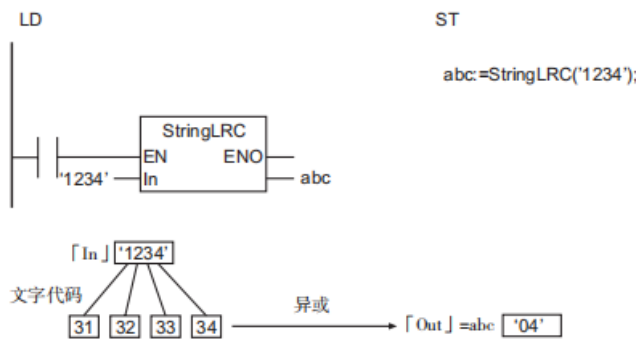 LD
ST
abc:=StringLRC('1234');
StringLRC
EN ENO
'1234' In abc
「In」 '1234'
文字代码
31 32 33 34
异或
「Out」=abc '04'